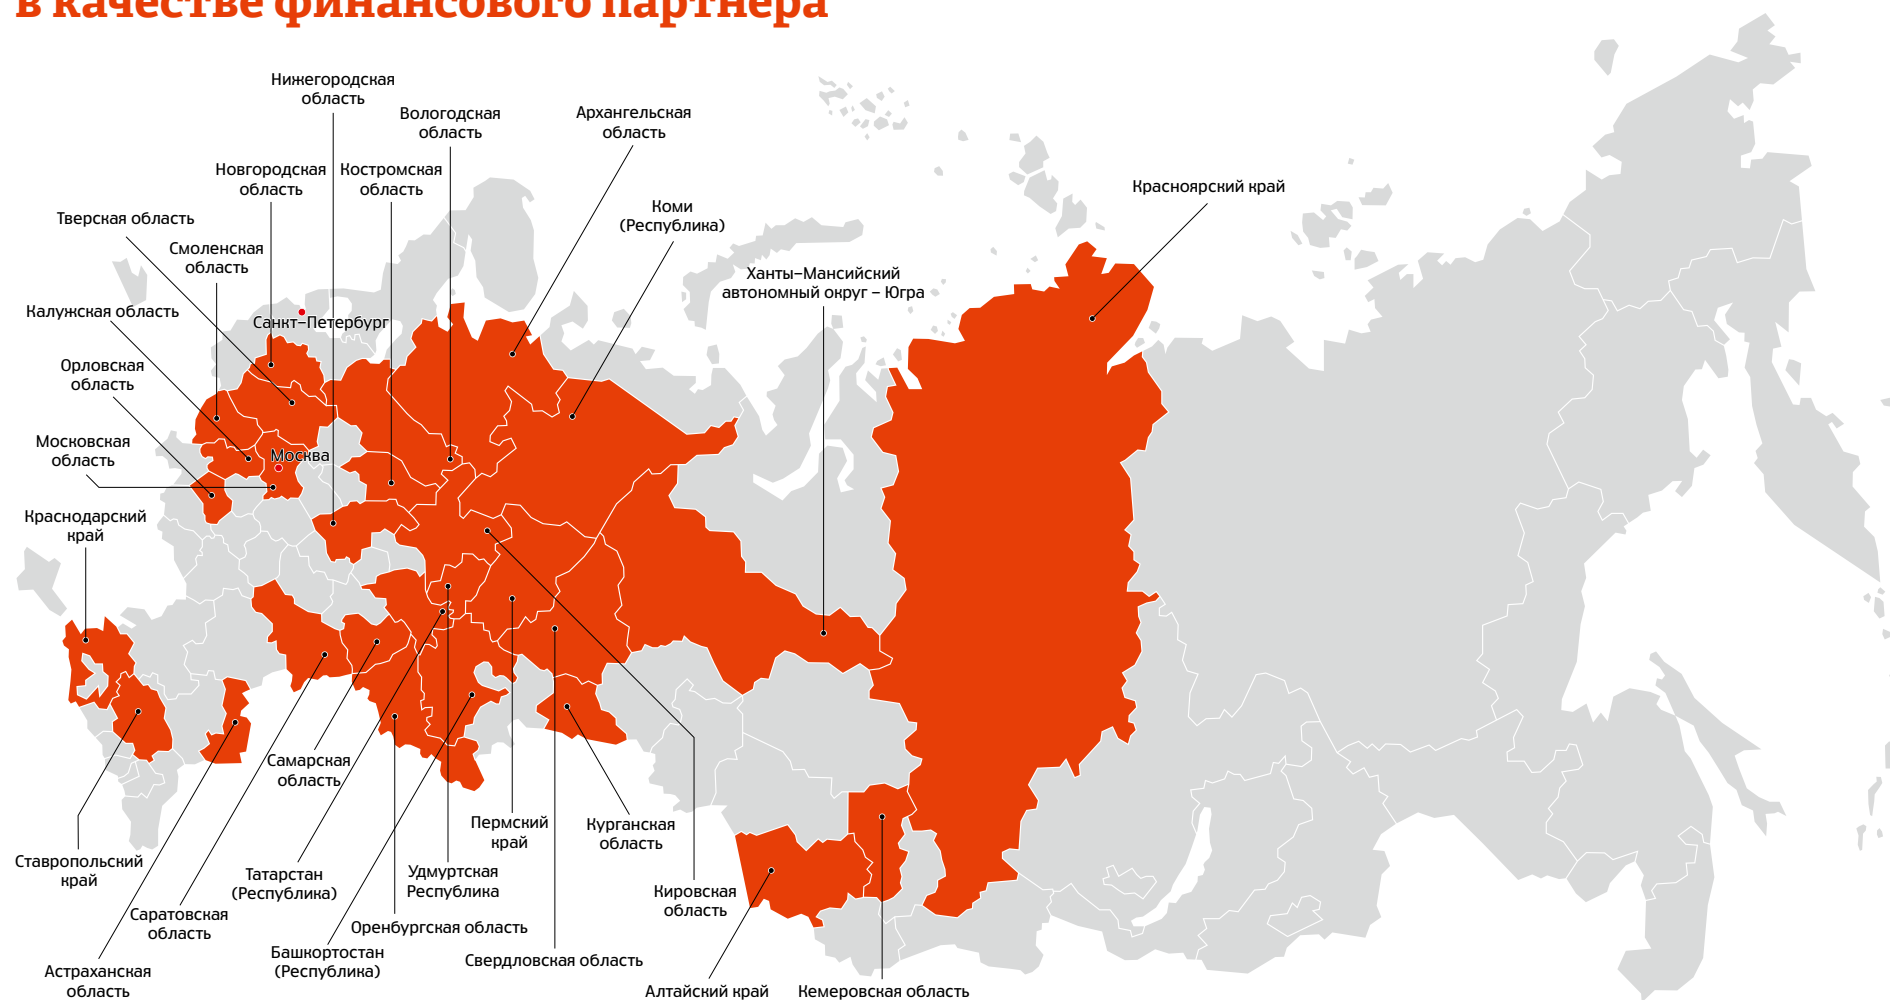 в качестве финансового партнера
Нижегородская
область
Вологодская
область
Архангельская
область
Новгородская
область
Костромская
область
Красноярский край
Коми
(Республика)
Тверская область
Смоленская
область
Ханты-Мансийский
автономный округ – Югра
Калужская область
Санкт-Петербург
Орловская
область
Московская
область
Москва
Краснодарский
край
Самарская
область
Пермский
край
Курганская
область
Ставропольский
край
Татарстан
(Республика)
Удмуртская
Республика
Кировская
область
Саратовская
область
Оренбургская область
Башкортостан
(Республика)
Свердловская область
Астраханская
область
Алтайский край
Кемеровская область